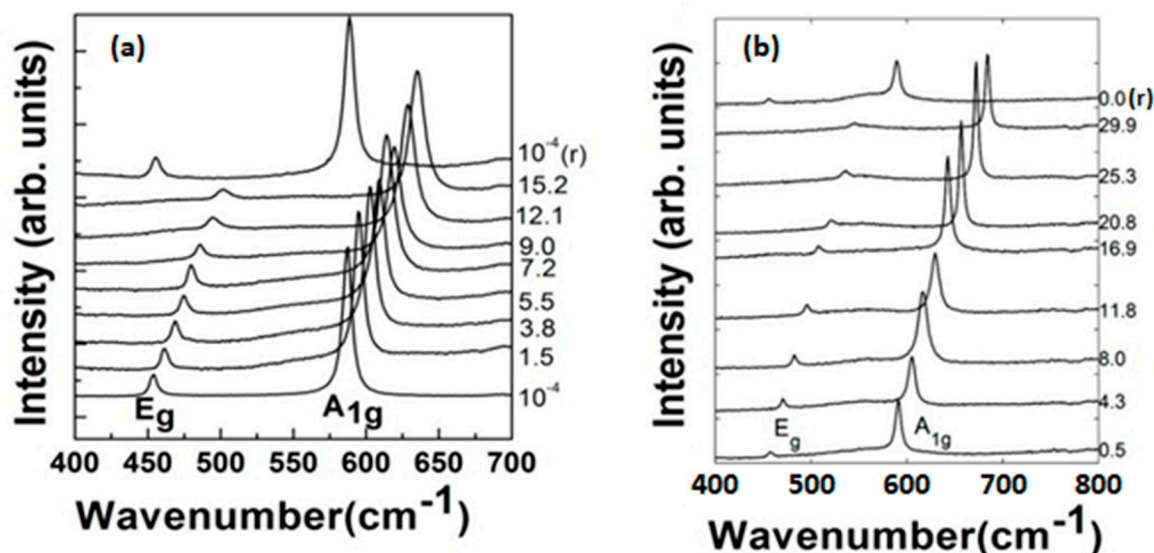 (a)
Intensity (arb. units)
10⁻⁴(r)
15.2
12.1
9.0
7.2
5.5
3.8
1.5
10⁻⁴
Eg
A1g
400 450 500 550 600 650 700
Wavenumber(cm⁻¹)
(b)
Intensity (arb. units)
0.0(r)
29.9
25.3
20.8
16.9
11.8
8.0
4.3
0.5
Eg
A1g
400 500 600 700 800
Wavenumber(cm⁻¹)